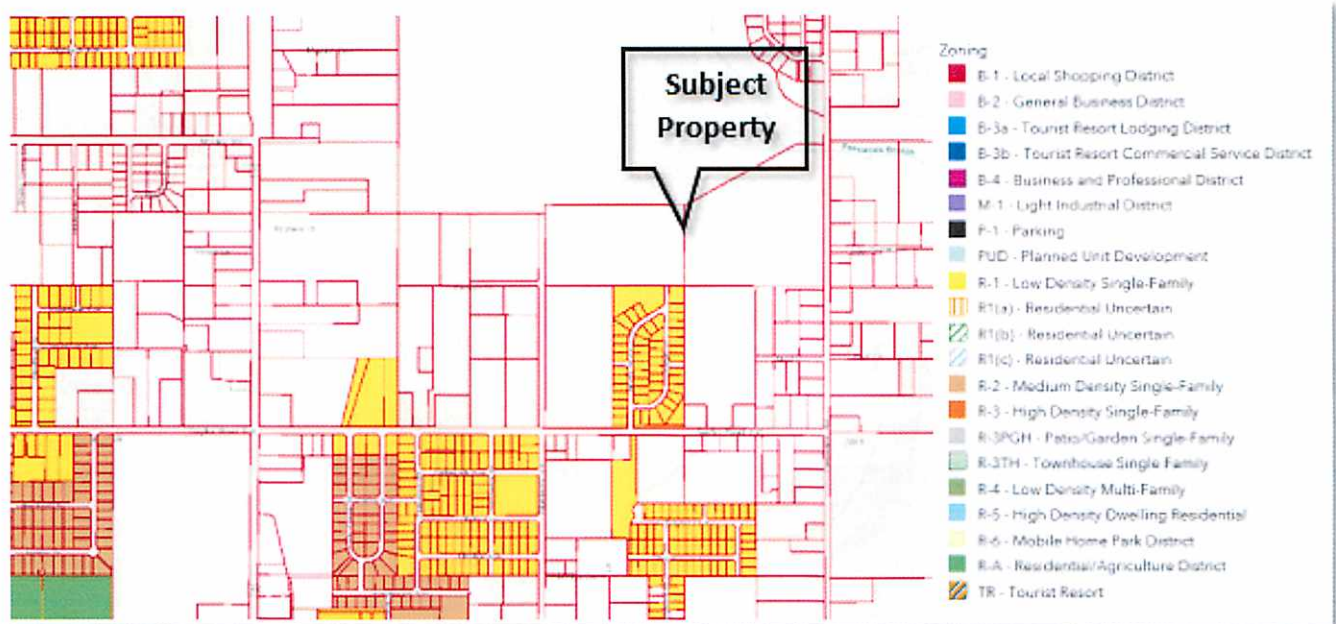 Subject
Property
Zoning
B-1 - Local Shopping District
B-2 - General Business District
B-3a - Tourist Resort Lodging District
B-3b - Tourist Resort Commercial Service District
B-4 - Business and Professional District
M-1 - Light Industrial District
P-1 - Parking
PUD - Planned Unit Development
R-1 - Low Density Single-Family
R1(a) - Residential Uncertain
R1(b) - Residential Uncertain
R1(c) - Residential Uncertain
R-2 - Medium Density Single-Family
R-3 - High Density Single-Family
R-3PGH - Patio/Garden Single-Family
R-3TH - Townhouse Single Family
R-4 - Low Density Multi-Family
R-5 - High Density Dwelling Residential
R-6 - Mobile Home Park District
R-A - Residential/Agriculture District
TR - Tourist Resort